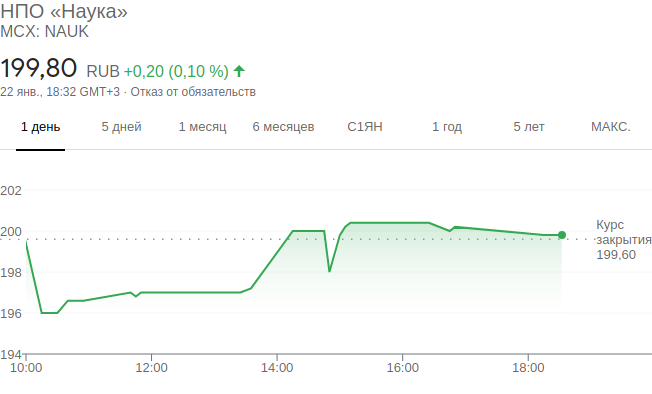 НПО «Наука»
MCX: NAUK
199,80 RUB +0,20 (0,10 %)
22 янв., 18:32 GMT+3 · Отказ от обязательств
1 день 5 дней 1 месяц 6 месяцев С1ЯН 1 год 5 лет МАКС.
202
200
198
196
194
Курс
закрытия
199,60
10:00 12:00 14:00 16:00 18:00